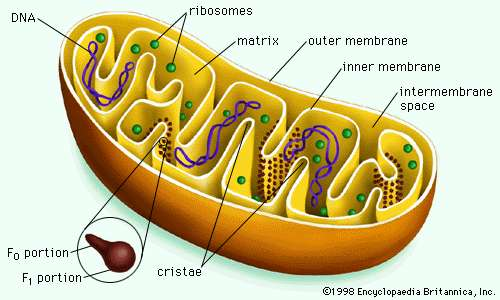 DNA
ribosomes
matrix
outer membrane
inner membrane
intermembrane
space
F₀ portion
F₁ portion
cristae
©1998 Encyclopaedia Britannica, Inc.